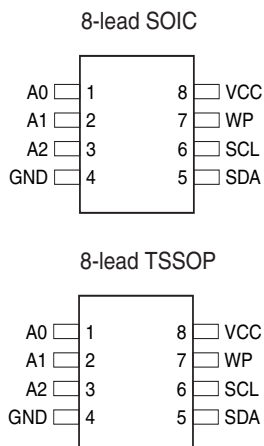 8-lead SOIC
A0 1 8 VCC
A1 2 7 WP
A2 3 6 SCL
GND 4 5 SDA
8-lead TSSOP
A0 1 8 VCC
A1 2 7 WP
A2 3 6 SCL
GND 4 5 SDA